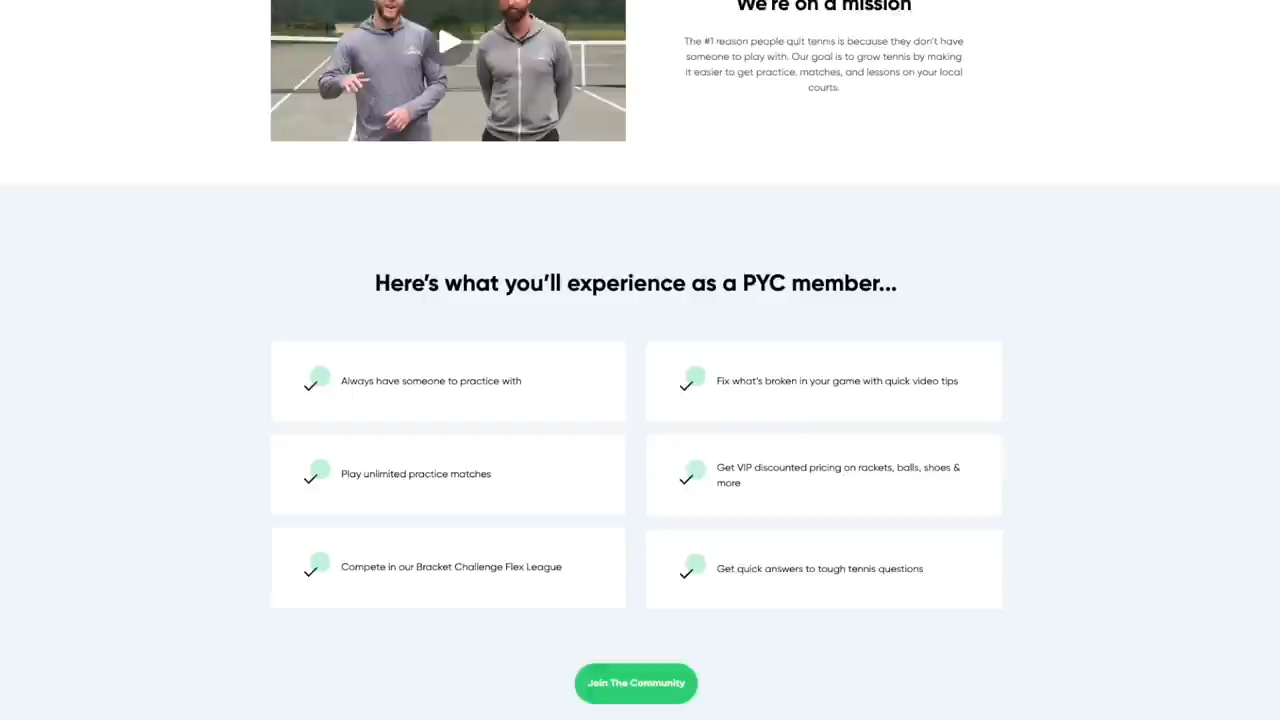 We're on a mission
The #1 reason people quit tennis is because they don't have
someone to play with. Our goal is to grow tennis by making
it easier to get practice, matches, and lessons on your local
courts.
Here's what you'll experience as a PYC member...
Always have someone to practice with
Fix what's broken in your game with quick video tips
Play unlimited practice matches
Get VIP discounted pricing on rackets, balls, shoes &
more
Compete in our Bracket Challenge Flex League
Get quick answers to tough tennis questions
Join The Community